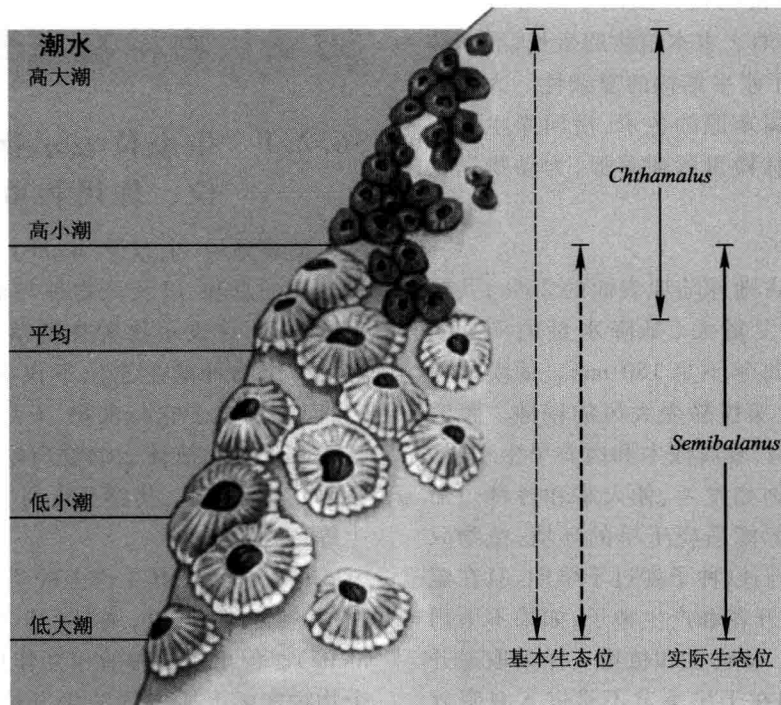 潮水
高大潮
Chthamalus
高小潮
平均
Semibalanus
低小潮
低大潮
基本生态位 实际生态位